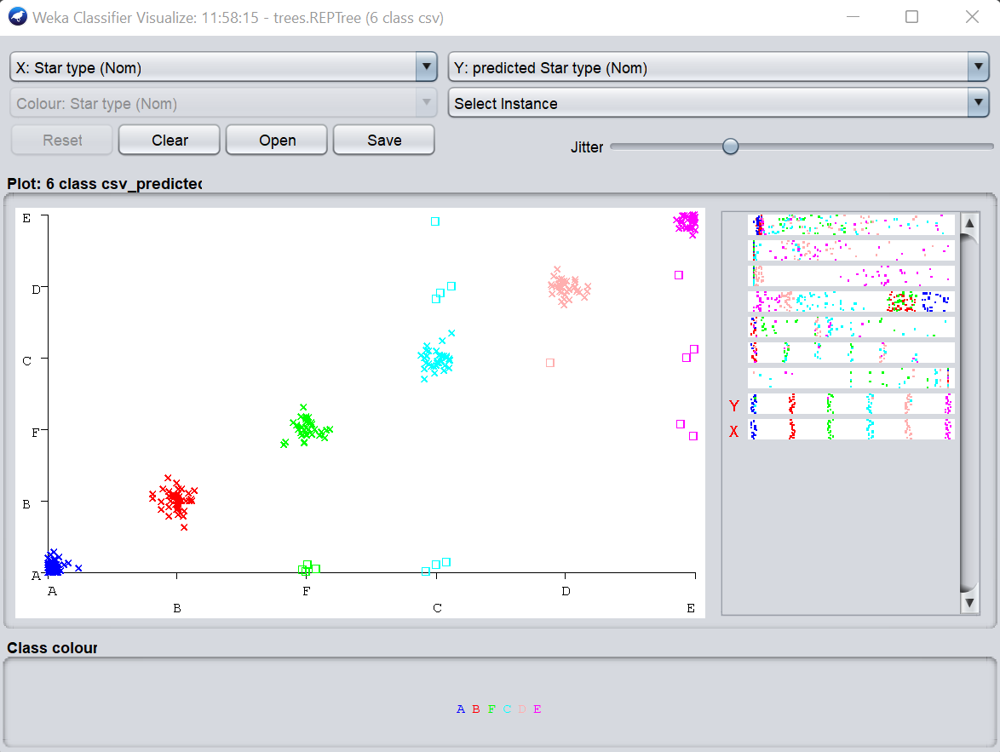 Weka Classifier Visualize: 11:58:15 - trees.REPTree (6 class csv)
X: Star type (Nom)
Y: predicted Star type (Nom)
Colour: Star type (Nom)
Select Instance
Reset
Clear
Open
Save
Jitter
Plot: 6 class csv_predicted
E
D
C
F
B
A
A
B
F
C
D
E
Y
X
Class colour
A B F C D E